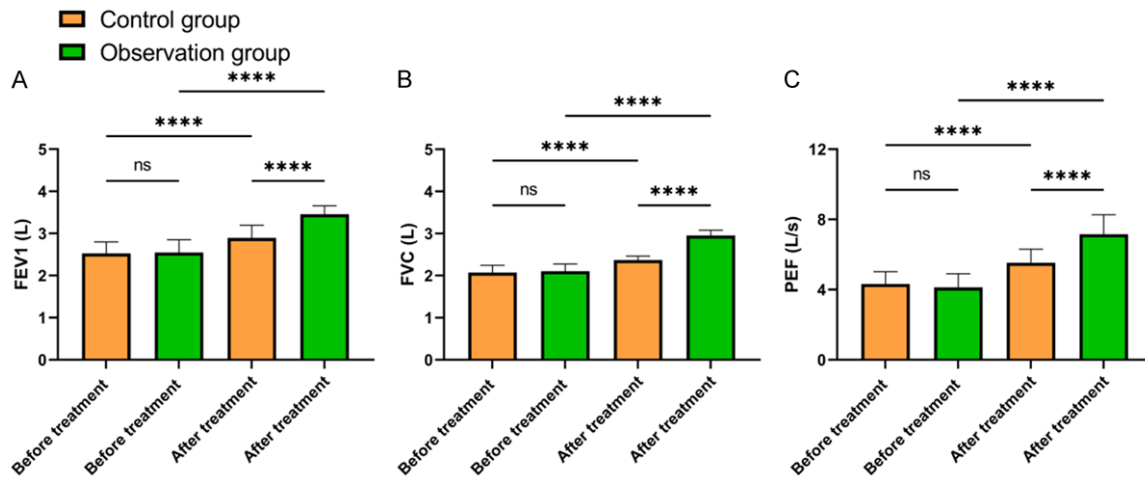 Control group
Observation group
A
****
****
ns
****
FEV1 (L)
5
4
3
2
1
0
Before treatment
Before treatment
After treatment
After treatment
B
****
****
ns
****
FVC (L)
5
4
3
2
1
0
Before treatment
Before treatment
After treatment
After treatment
C
****
****
ns
****
PEF (L/s)
12
8
4
0
Before treatment
Before treatment
After treatment
After treatment